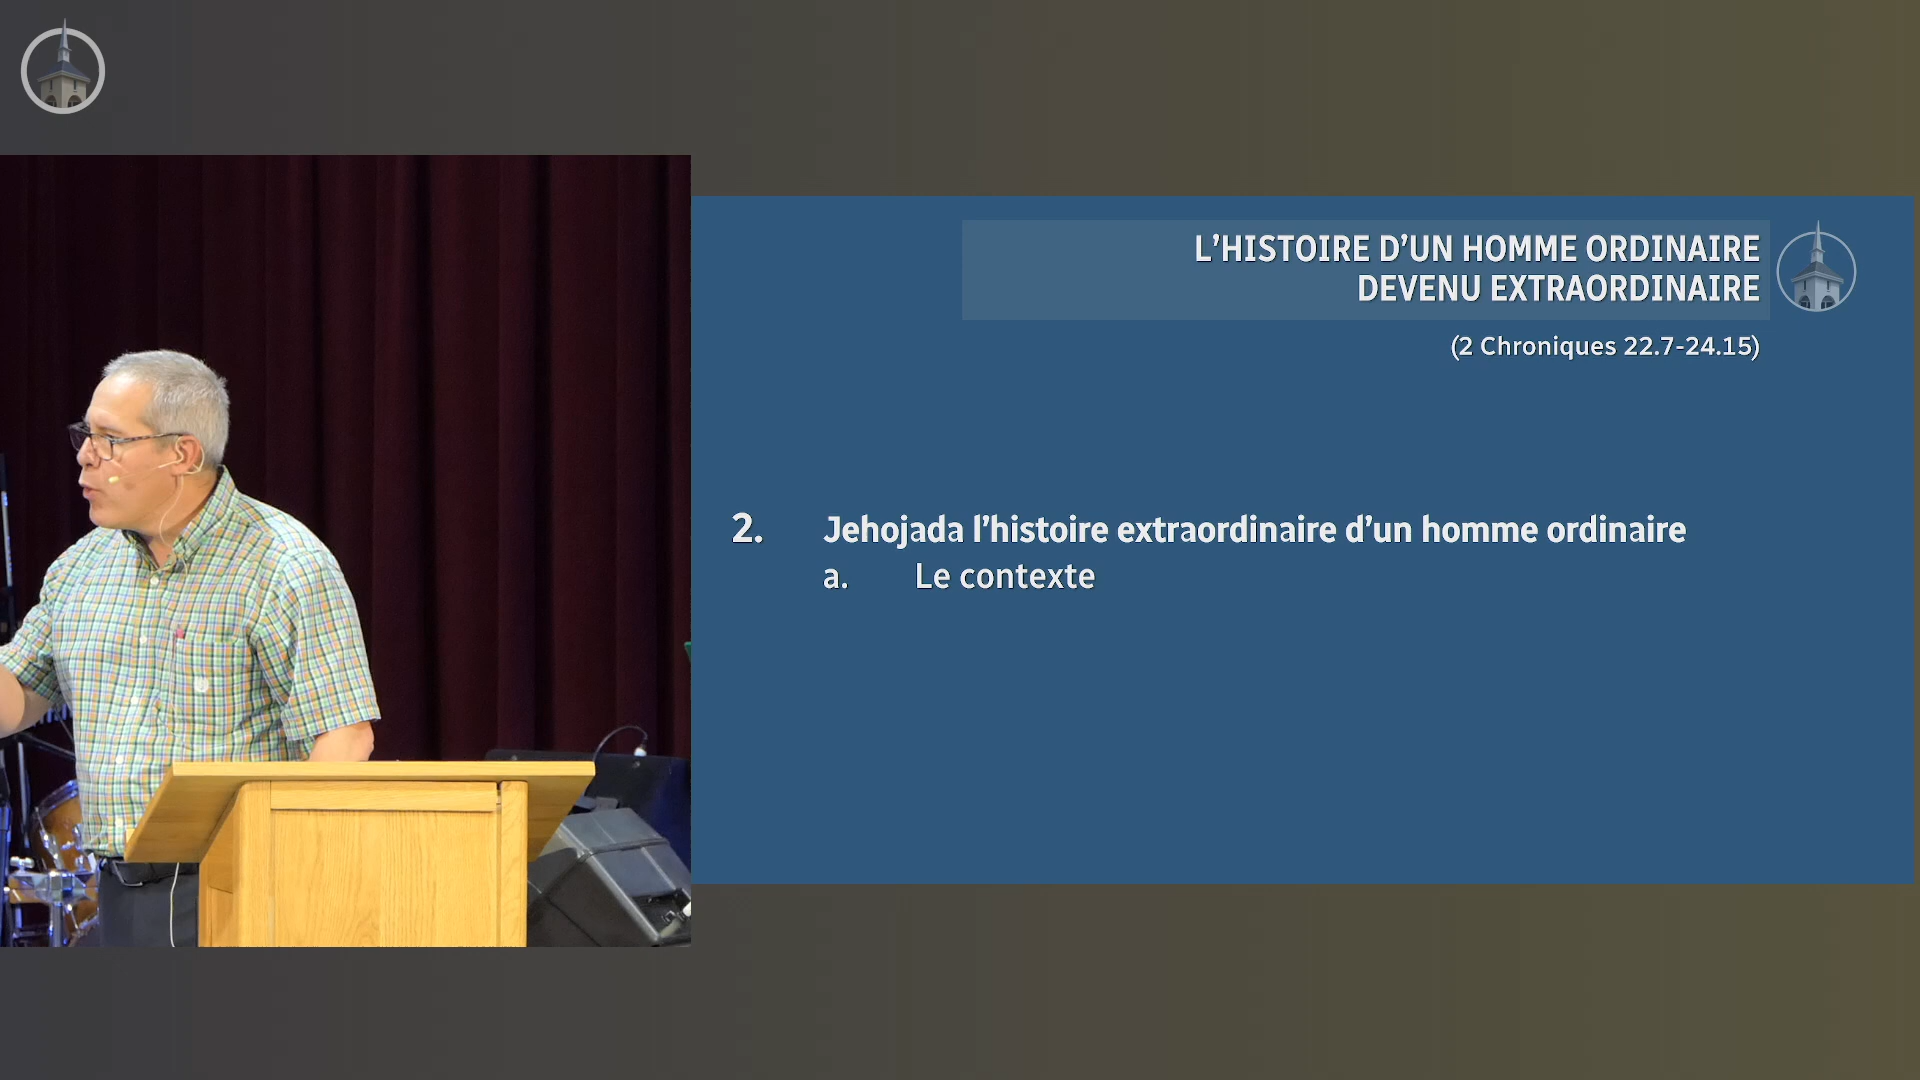 L’HISTOIRE D’UN HOMME ORDINAIRE
DEVENU EXTRAORDINAIRE
(2 Chroniques 22.7-24.15)
2. Jehojada l’histoire extraordinaire d’un homme ordinaire
a. Le contexte